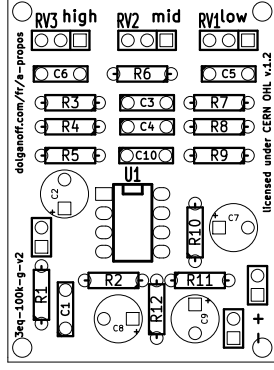 RV3 high RV2 mid RV1 low
C6 R6 C5
R3 C3 R7
R4 C4 R8
R5 C10 R9
dolganoff.com/fr/a-propos
licensed under CERN OHL v.1.2
U1
C2
+
R10
C7
+
R1
C1
R2
R11
R12
C8
+
C9
+
+
-
3eq-100k-g-v2